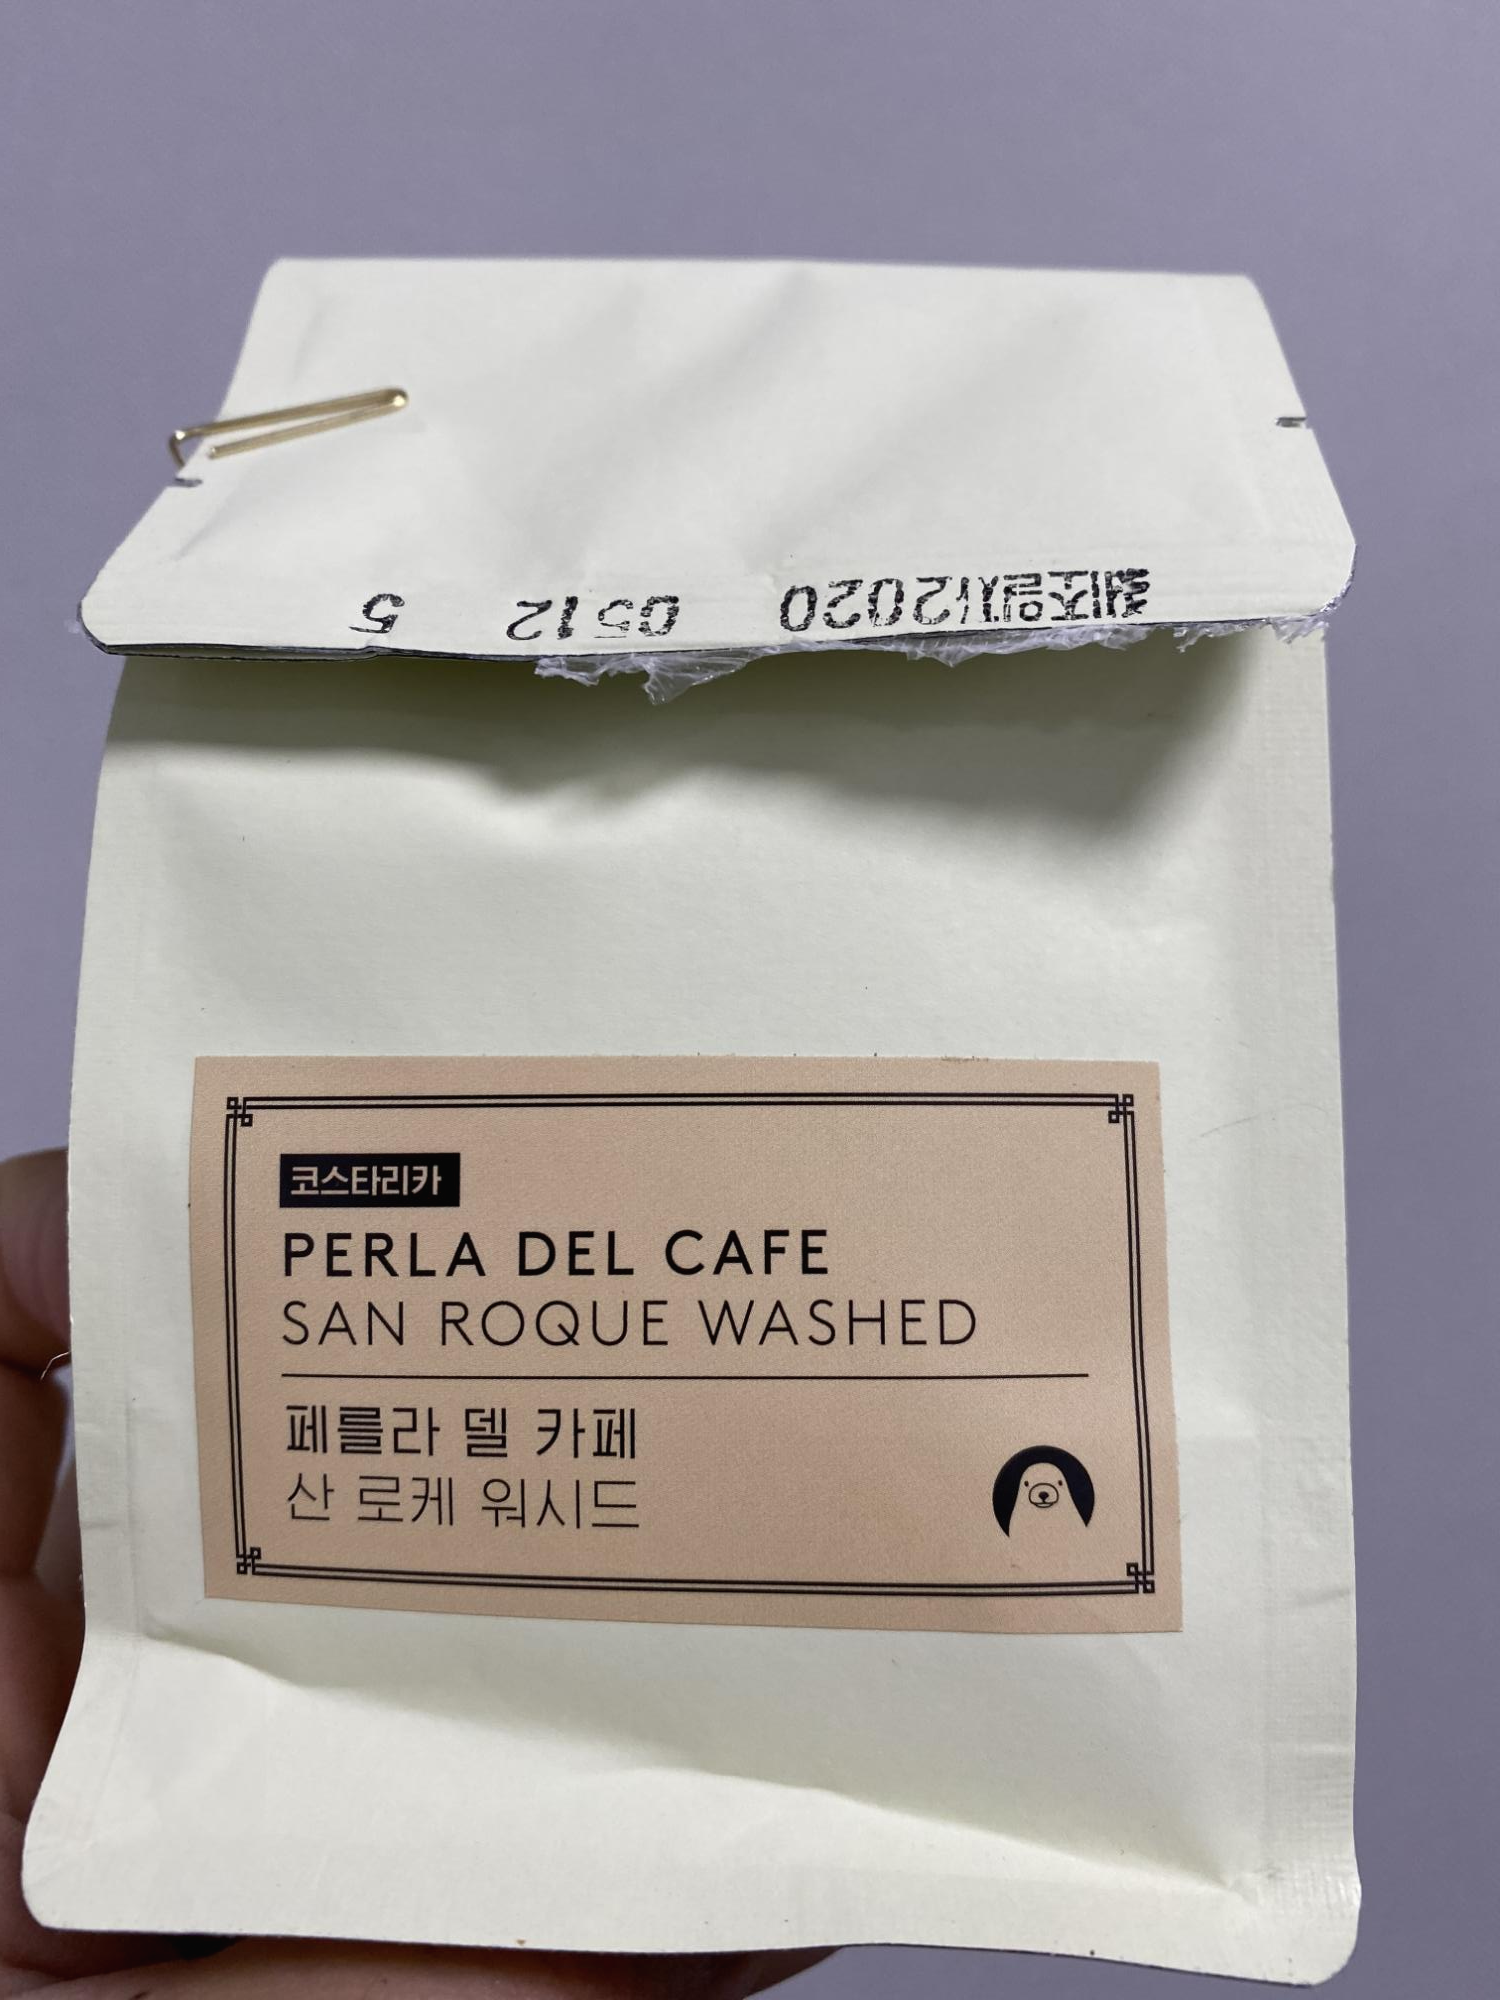 제조일자2020 0512 5
코스타리카
PERLA DEL CAFE
SAN ROQUE WASHED
페를라 델 카페
산 로케 워시드